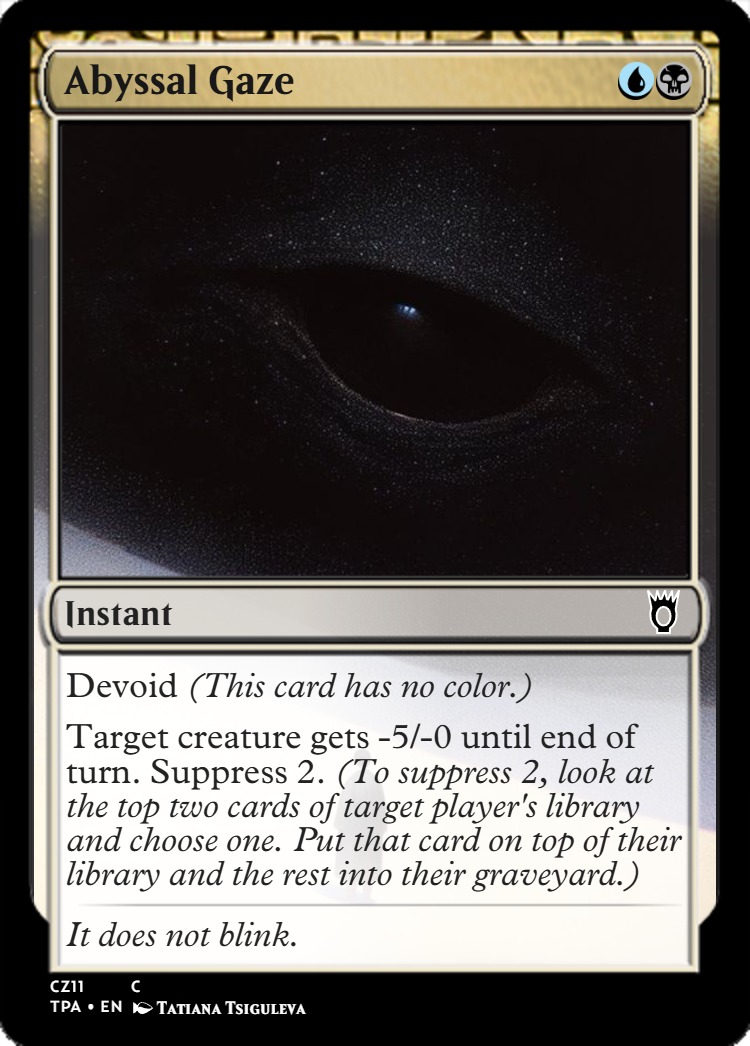 Abyssal Gaze
Instant
Devoid (This card has no color.)
Target creature gets -5/-0 until end of
turn. Suppress 2. (To suppress 2, look at
the top two cards of target player's library
and choose one. Put that card on top of their
library and the rest into their graveyard.)
It does not blink.
CZ11 C
TPA • EN Tatiana Tsiguleva